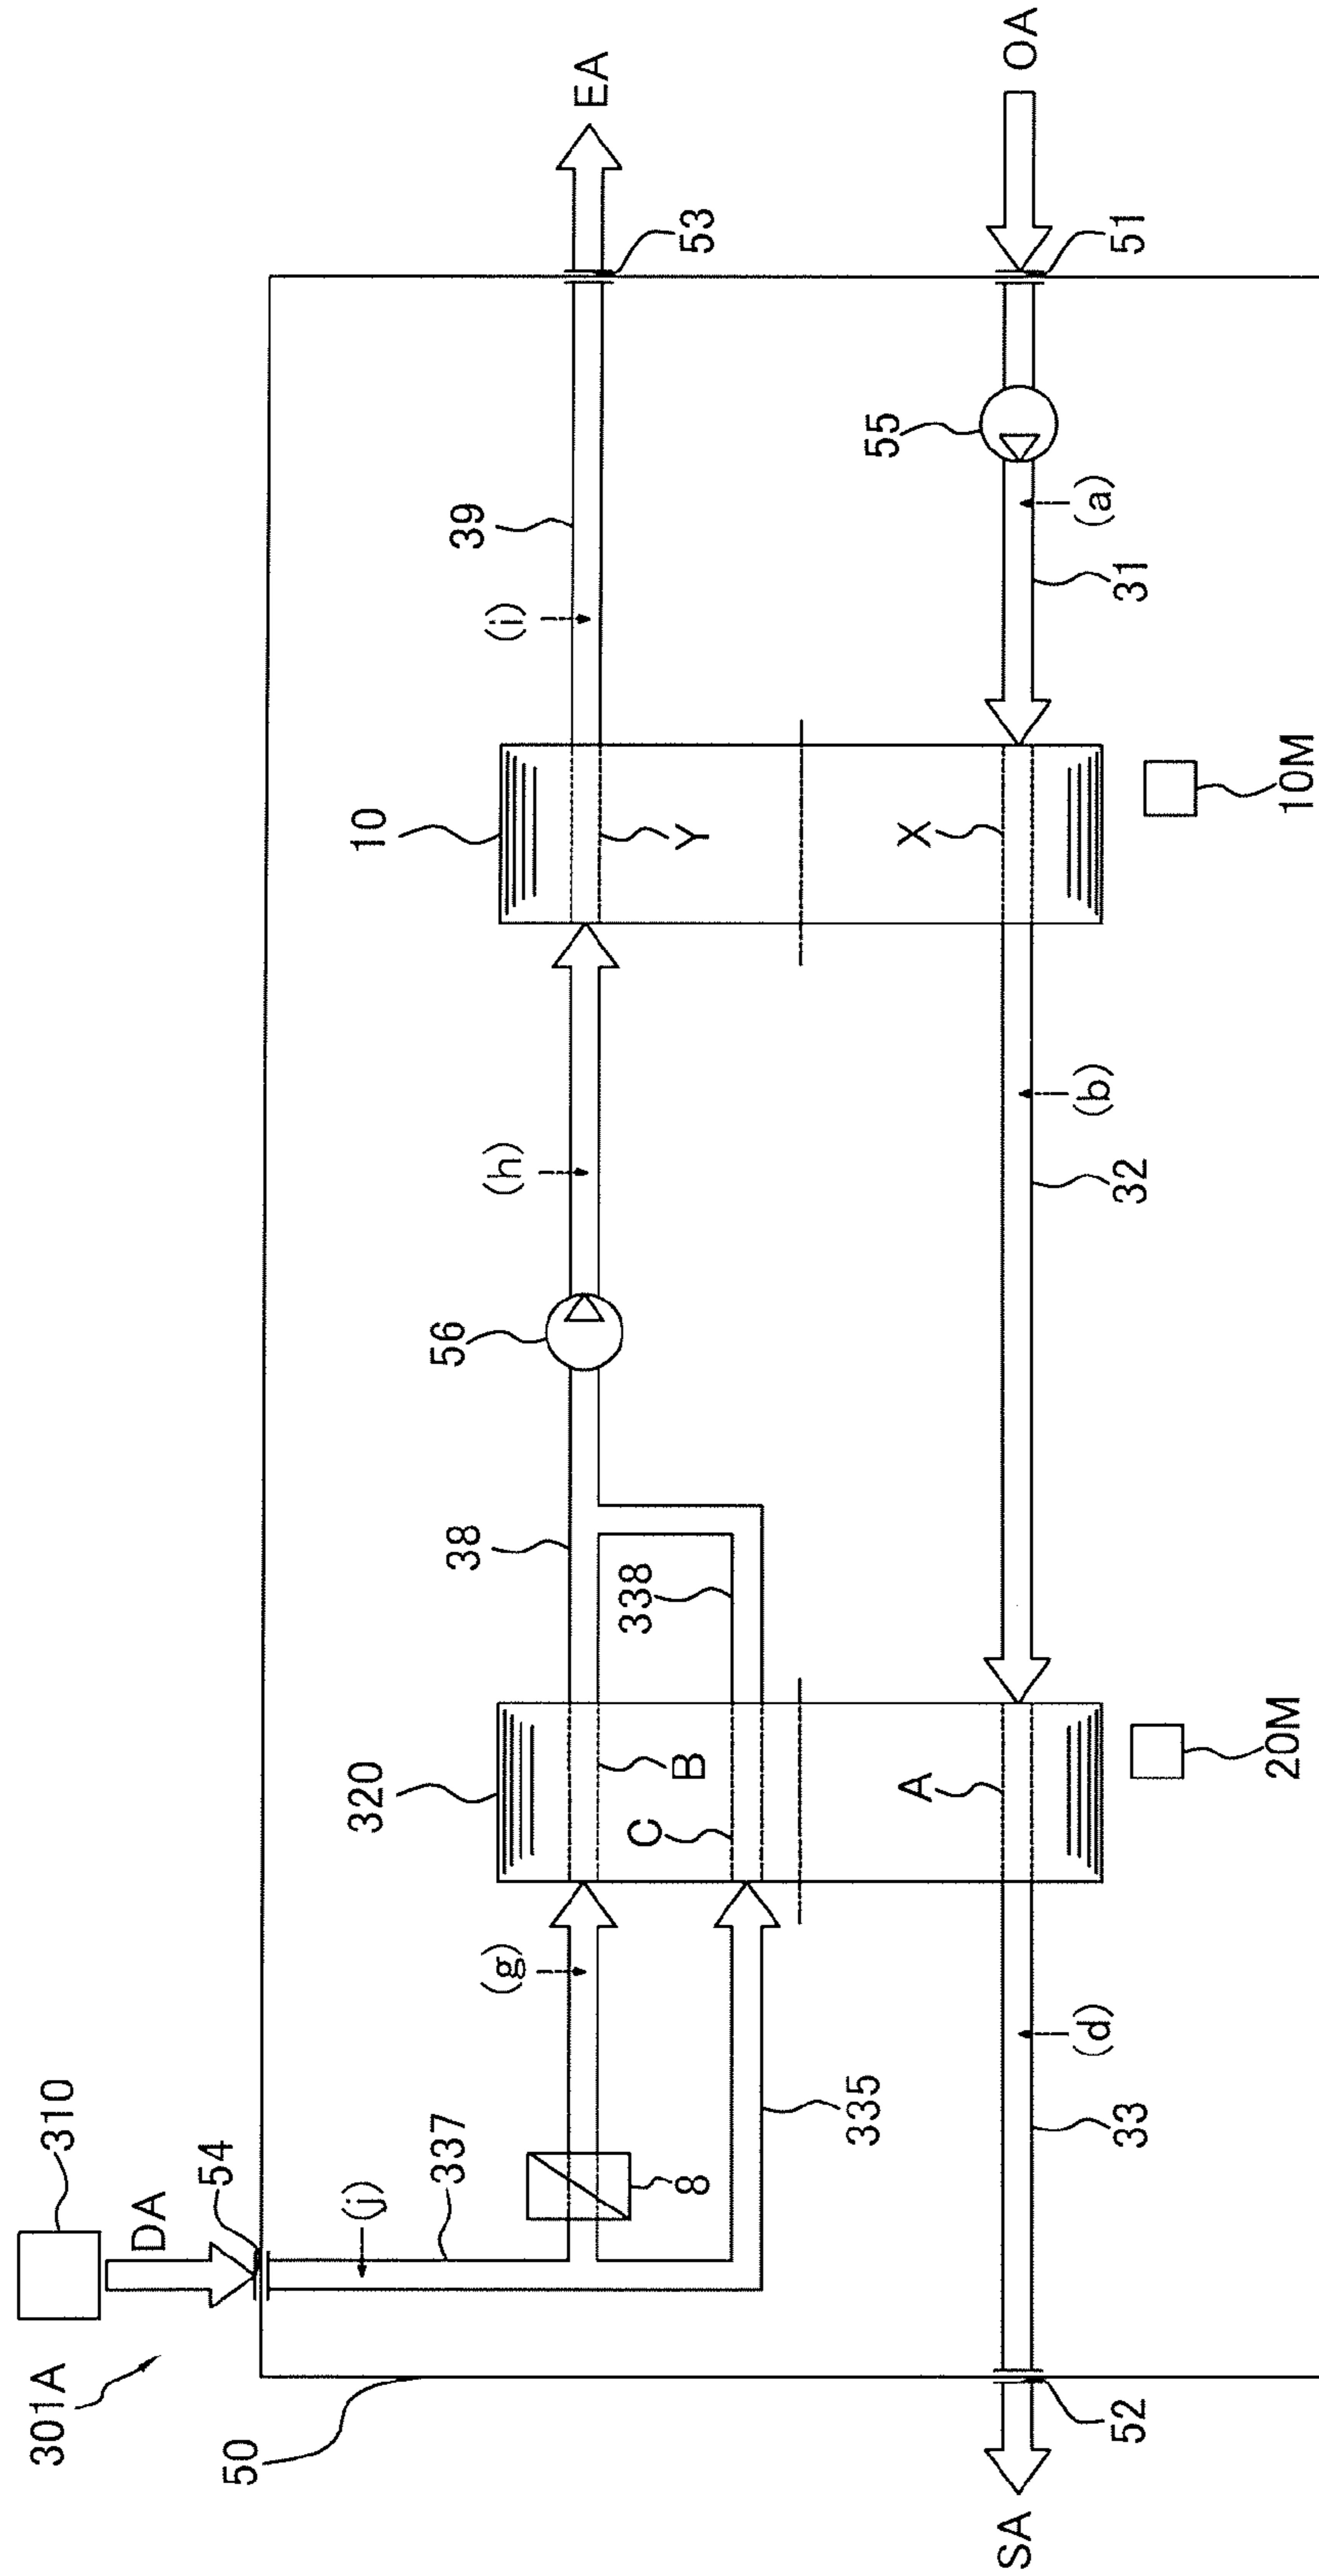 301A
310
DA
54
50
(j)
337
8
335
(g)
(d)
33
52
SA
320
B
C
A
20M
38
338
56
(h)
(b)
32
10
Y
X
10M
39
(i)
55
(a)
31
53
51
EA
OA